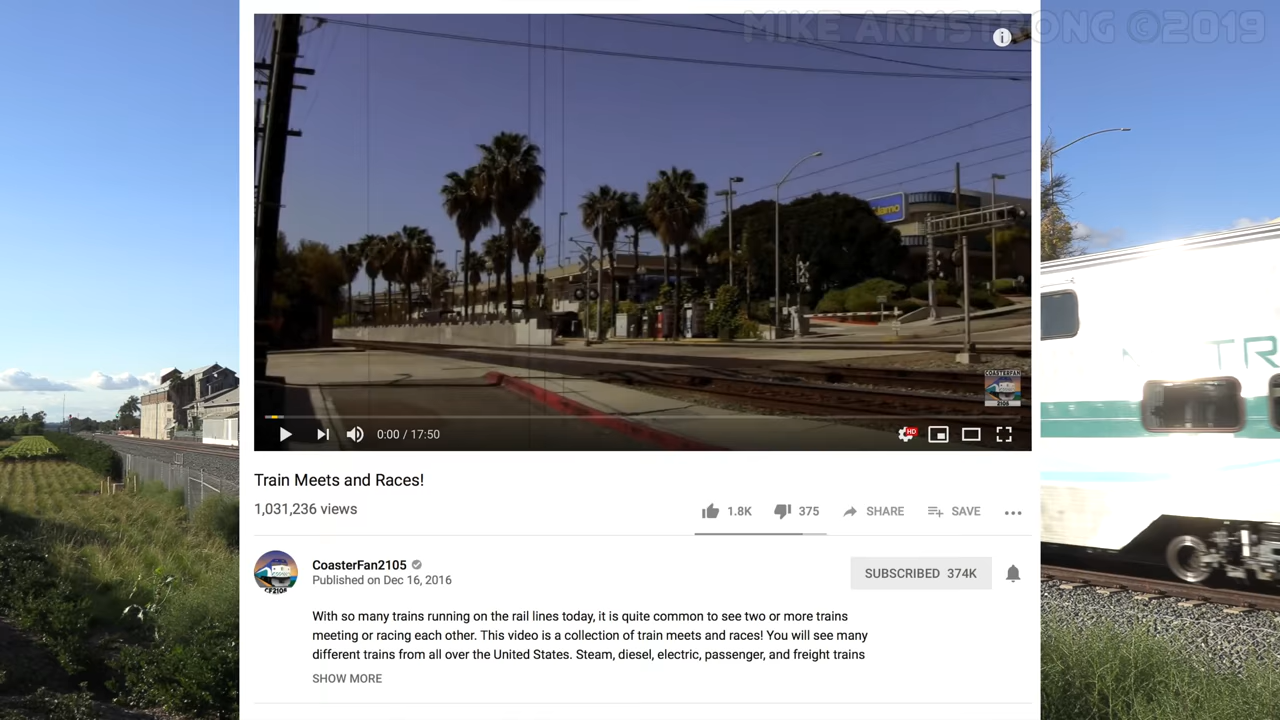 MIKE ARMSTRONG ©2019
i
COASTERFAN
2105
0:00 / 17:50
HD
Train Meets and Races!
1,031,236 views
1.8K
375
SHARE
SAVE
CoasterFan2105
Published on Dec 16, 2016
SUBSCRIBED 374K
CF2105
With so many trains running on the rail lines today, it is quite common to see two or more trains
meeting or racing each other. This video is a collection of train meets and races! You will see many
different trains from all over the United States. Steam, diesel, electric, passenger, and freight trains
SHOW MORE